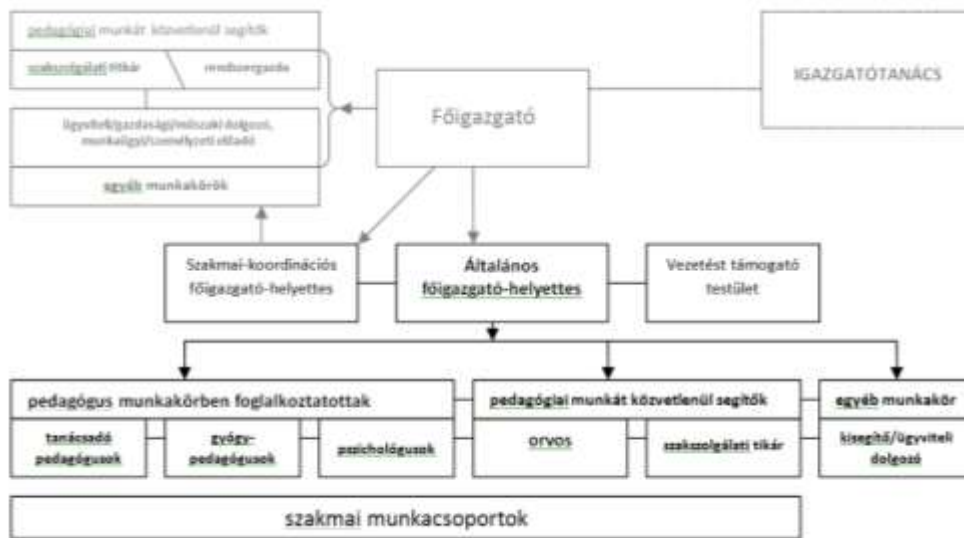 pedagógiai munkát közvetlenül segítők
szakszolgálati titkár
rendszergazda
ügyviteli/gazdasági/műszaki dolgozó,
munkaügyi/személyzeti előadó
egyéb munkakörök
Főigazgató
IGAZGATÓTANÁCS
Szakmai-koordinációs
főigazgató-helyettes
Általános
főigazgató-helyettes
Vezetést támogató
testület
pedagógus munkakörben foglalkoztatottak
pedagógiai munkát közvetlenül segítők
egyéb munkakör
tanácsadó
pedagógusok
gyógy-
pedagógusok
pszichológusok
orvos
szakszolgálati titkár
kisegítő/ügyviteli
dolgozó
szakmai munkacsoportok